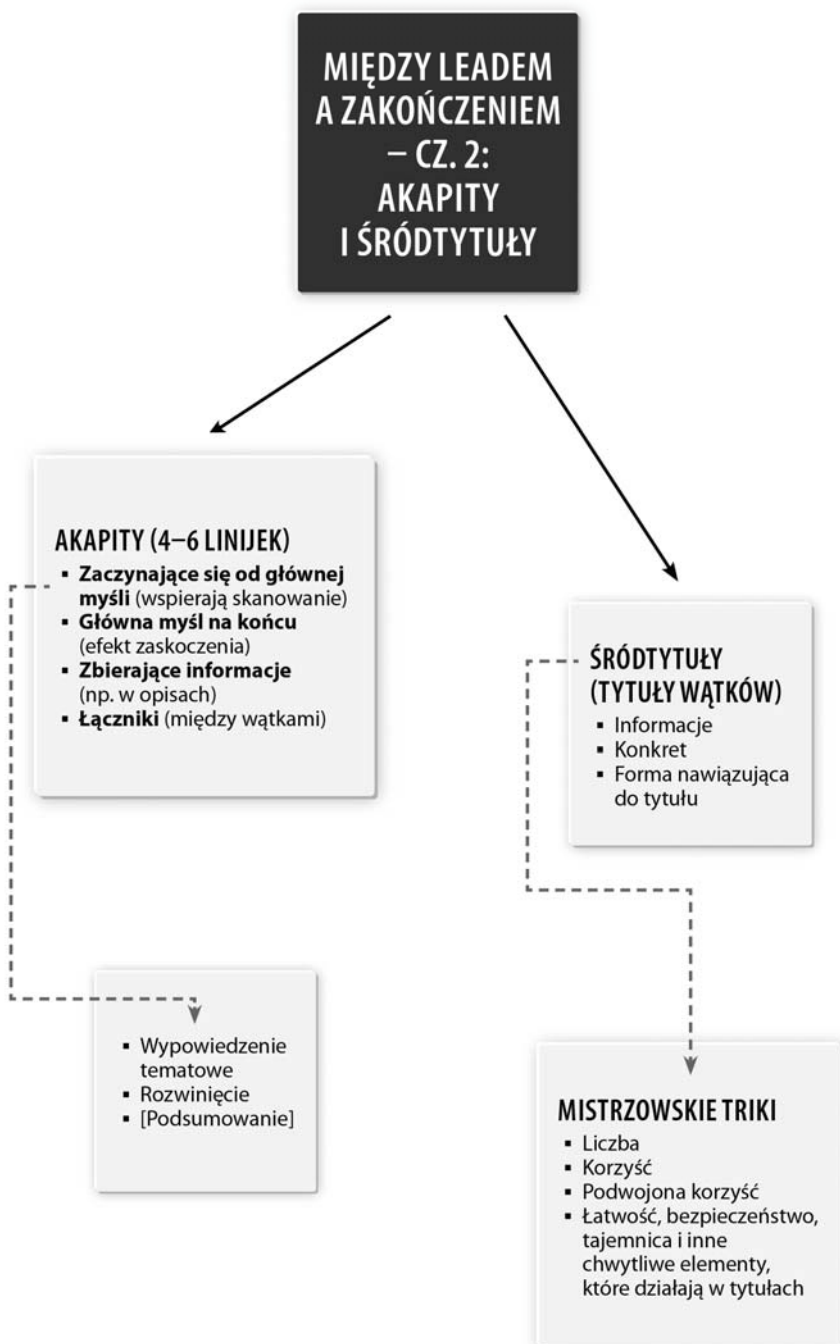 MIĘDZY LEADEM
A ZAKOŃCZENIEM
– CZ. 2:
AKAPITY
I ŚRÓDTYTUŁY
AKAPITY (4–6 LINIJEK)
▪ Zaczynające się od głównej
myśli (wspierają skanowanie)
▪ Główna myśl na końcu
(efekt zaskoczenia)
▪ Zbierające informacje
(np. w opisach)
▪ Łączniki (między wątkami)
ŚRÓDTYTUŁY
(TYTUŁY WĄTKÓW)
▪ Informacje
▪ Konkret
▪ Forma nawiązująca
do tytułu
▪ Wypowiedzenie
tematowe
▪ Rozwinięcie
▪ [Podsumowanie]
MISTRZOWSKIE TRIKI
▪ Liczba
▪ Korzyść
▪ Podwojona korzyść
▪ Łatwość, bezpieczeństwo,
tajemnica i inne
chwytliwe elementy,
które działają w tytułach